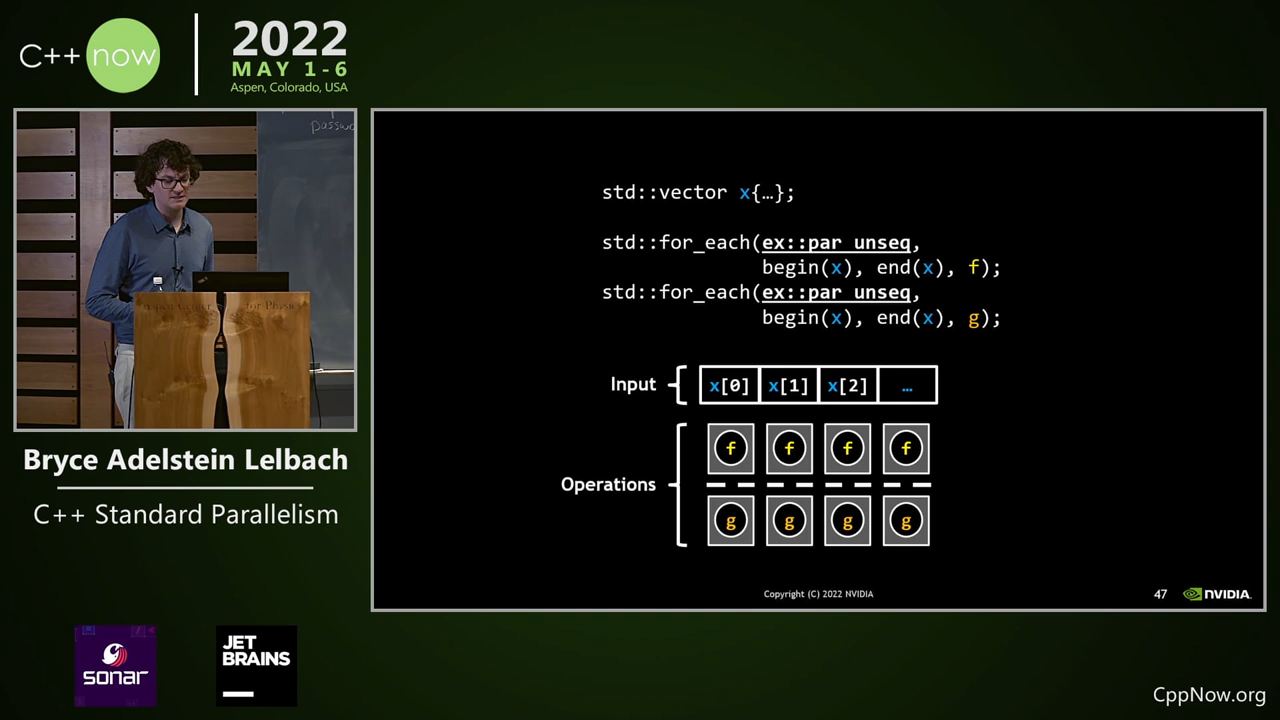 C++ now
2022
MAY 1-6
Aspen, Colorado, USA
Bryce Adelstein Lelbach
C++ Standard Parallelism
sonar
JET
BRAINS
std::vector x{…};
std::for_each(ex::par_unseq,
begin(x), end(x), f);
std::for_each(ex::par_unseq,
begin(x), end(x), g);
Input x[0] x[1] x[2] …
f f f f
Operations
g g g g
Copyright (C) 2022 NVIDIA
47
NVIDIA.
CppNow.org